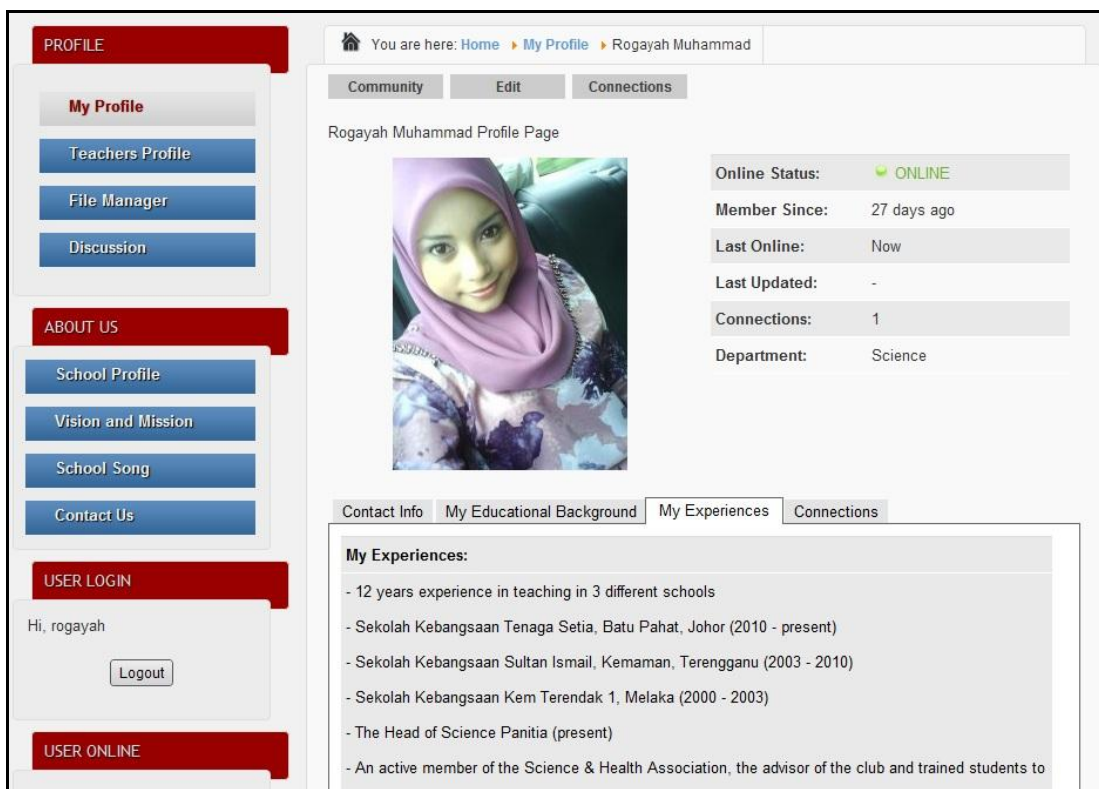 PROFILE
My Profile
Teachers Profile
File Manager
Discussion
ABOUT US
School Profile
Vision and Mission
School Song
Contact Us
USER LOGIN
Hi, rogayah
Logout
USER ONLINE
You are here: Home My Profile Rogayah Muhammad
Community Edit Connections
Rogayah Muhammad Profile Page
Online Status: ONLINE
Member Since: 27 days ago
Last Online: Now
Last Updated: -
Connections: 1
Department: Science
Contact Info My Educational Background My Experiences Connections
My Experiences:
- 12 years experience in teaching in 3 different schools
- Sekolah Kebangsaan Tenaga Setia, Batu Pahat, Johor (2010 - present)
- Sekolah Kebangsaan Sultan Ismail, Kemaman, Terengganu (2003 - 2010)
- Sekolah Kebangsaan Kem Terendak 1, Melaka (2000 - 2003)
- The Head of Science Panitia (present)
- An active member of the Science & Health Association, the advisor of the club and trained students to